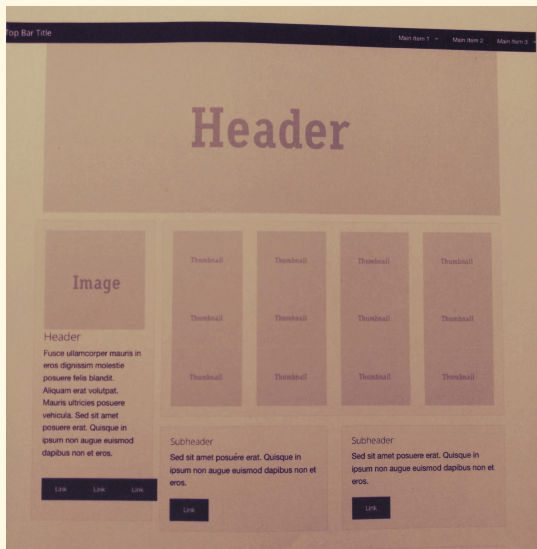 Top Bar Title
Main Item 1 Main Item 2 Main Item 3
Header
Image
Header
Fusce ullamcorper mauris in
eros dignissim molestie
posuere felis blandit.
Aliquam erat volutpat.
Mauris ultricies posuere
vehicula. Sed sit amet
posuere erat. Quisque in
ipsum non augue euismod
dapibus non et erat.
Link Link Link
Thumbnail Thumbnail Thumbnail Thumbnail
Thumbnail Thumbnail Thumbnail Thumbnail
Thumbnail Thumbnail Thumbnail Thumbnail
Subheader
Sed sit amet posuere erat. Quisque in
ipsum non augue euismod dapibus non et
eros.
Link
Subheader
Sed sit amet posuere erat. Quisque in
ipsum non augue euismod dapibus non et
eros.
Link